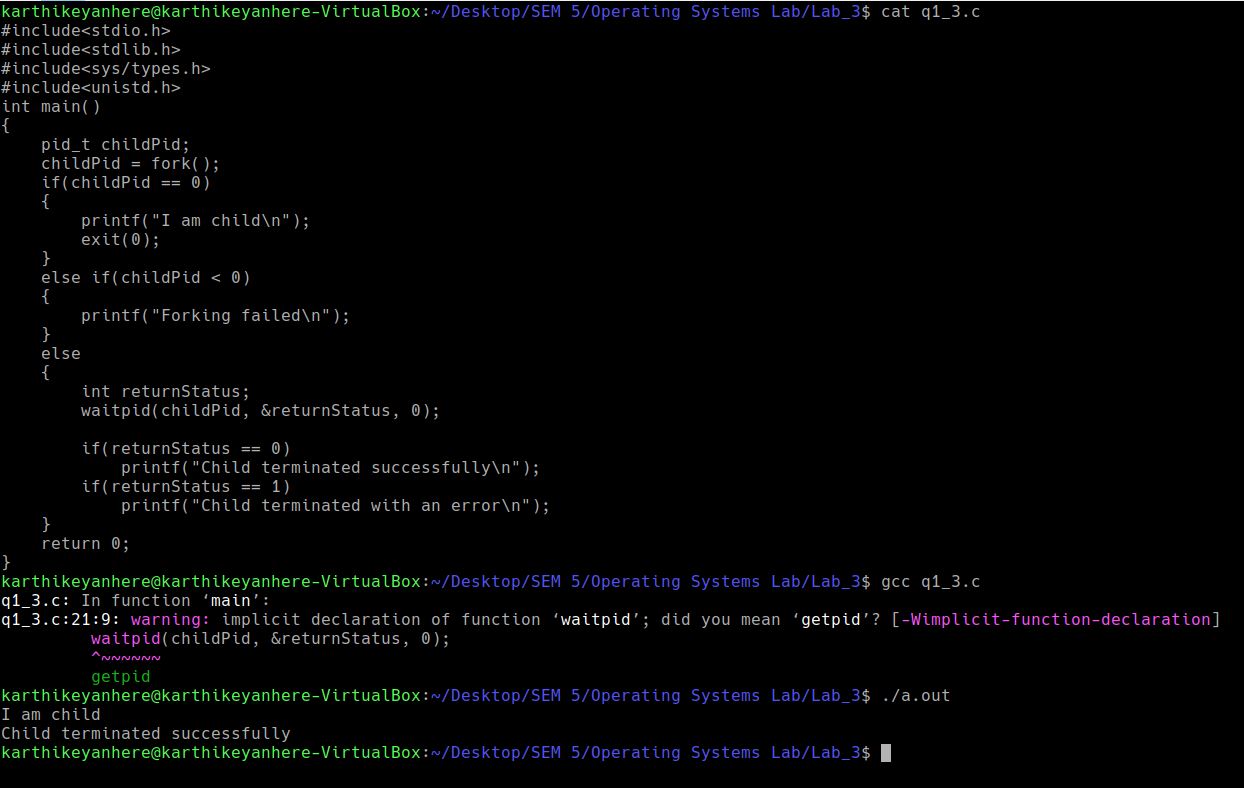 karthikeyanhere@karthikeyanhere-VirtualBox:~/Desktop/SEM 5/Operating Systems Lab/Lab_3$ cat q1_3.c
#include<stdio.h>
#include<stdlib.h>
#include<sys/types.h>
#include<unistd.h>
int main()
{
    pid_t childPid;
    childPid = fork();
    if(childPid == 0)
    {
        printf("I am child\n");
        exit(0);
    }
    else if(childPid < 0)
    {
        printf("Forking failed\n");
    }
    else
    {
        int returnStatus;
        waitpid(childPid, &returnStatus, 0);

        if(returnStatus == 0)
            printf("Child terminated successfully\n");
        if(returnStatus == 1)
            printf("Child terminated with an error\n");
    }
    return 0;
}
karthikeyanhere@karthikeyanhere-VirtualBox:~/Desktop/SEM 5/Operating Systems Lab/Lab_3$ gcc q1_3.c
q1_3.c: In function ‘main’:
q1_3.c:21:9: warning: implicit declaration of function ‘waitpid’; did you mean ‘getpid’? [-Wimplicit-function-declaration]
         waitpid(childPid, &returnStatus, 0);
         ^~~~~~~
         getpid
karthikeyanhere@karthikeyanhere-VirtualBox:~/Desktop/SEM 5/Operating Systems Lab/Lab_3$ ./a.out
I am child
Child terminated successfully
karthikeyanhere@karthikeyanhere-VirtualBox:~/Desktop/SEM 5/Operating Systems Lab/Lab_3$